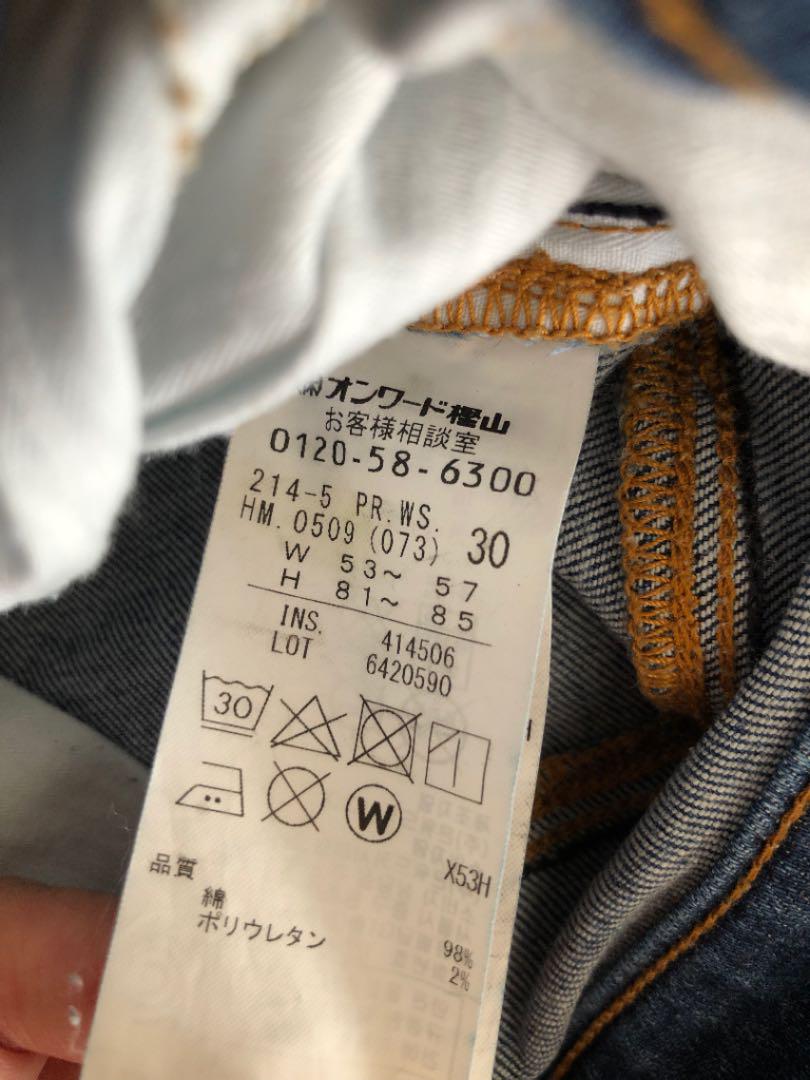 ㈱オンワード樫山
お客様相談室
0120-58-6300
214-5 PR.WS.
HM. 0509 (073) 30
W 53～ 57
H 81～ 85
INS. 414506
LOT 6420590
30
W
X53H
品質
綿 98%
ポリウレタン 2%